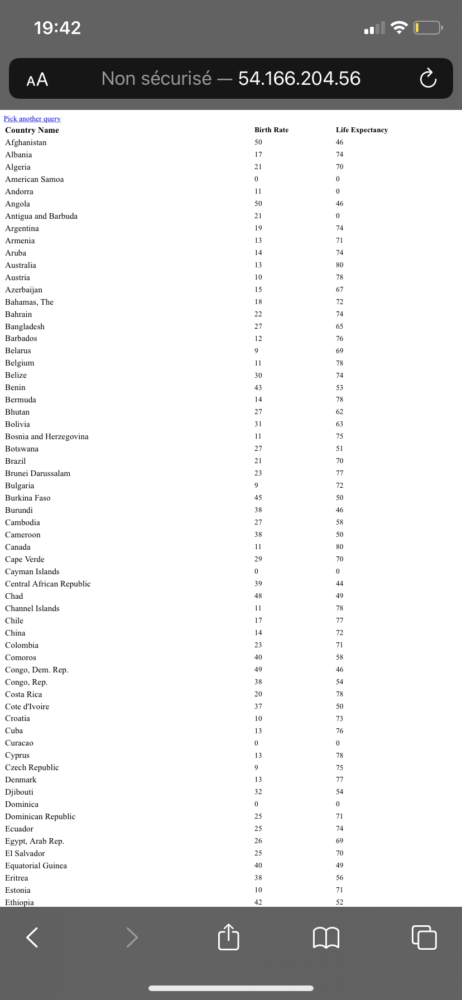 19:42
AA Non sécurisé — 54.166.204.56
Pick another query
Country Name Birth Rate Life Expectancy
Afghanistan 50 46
Albania 17 74
Algeria 21 70
American Samoa 0 0
Andorra 11 0
Angola 50 46
Antigua and Barbuda 21 0
Argentina 19 74
Armenia 13 71
Aruba 14 74
Australia 13 80
Austria 10 78
Azerbaijan 15 67
Bahamas, The 18 72
Bahrain 22 74
Bangladesh 27 65
Barbados 12 76
Belarus 9 69
Belgium 11 78
Belize 30 74
Benin 43 53
Bermuda 14 78
Bhutan 27 62
Bolivia 31 63
Bosnia and Herzegovina 11 75
Botswana 27 51
Brazil 21 70
Brunei Darussalam 23 77
Bulgaria 9 72
Burkina Faso 45 50
Burundi 38 46
Cambodia 27 58
Cameroon 38 50
Canada 11 80
Cape Verde 29 70
Cayman Islands 0 0
Central African Republic 39 44
Chad 48 49
Channel Islands 11 78
Chile 17 77
China 14 72
Colombia 23 71
Comoros 40 58
Congo, Dem. Rep. 49 46
Congo, Rep. 38 54
Costa Rica 20 78
Cote d'Ivoire 37 50
Croatia 10 73
Cuba 13 76
Curacao 0 0
Cyprus 13 78
Czech Republic 9 75
Denmark 13 77
Djibouti 32 54
Dominica 0 0
Dominican Republic 25 71
Ecuador 25 74
Egypt, Arab Rep. 26 69
El Salvador 25 70
Equatorial Guinea 40 49
Eritrea 38 56
Estonia 10 71
Ethiopia 42 52